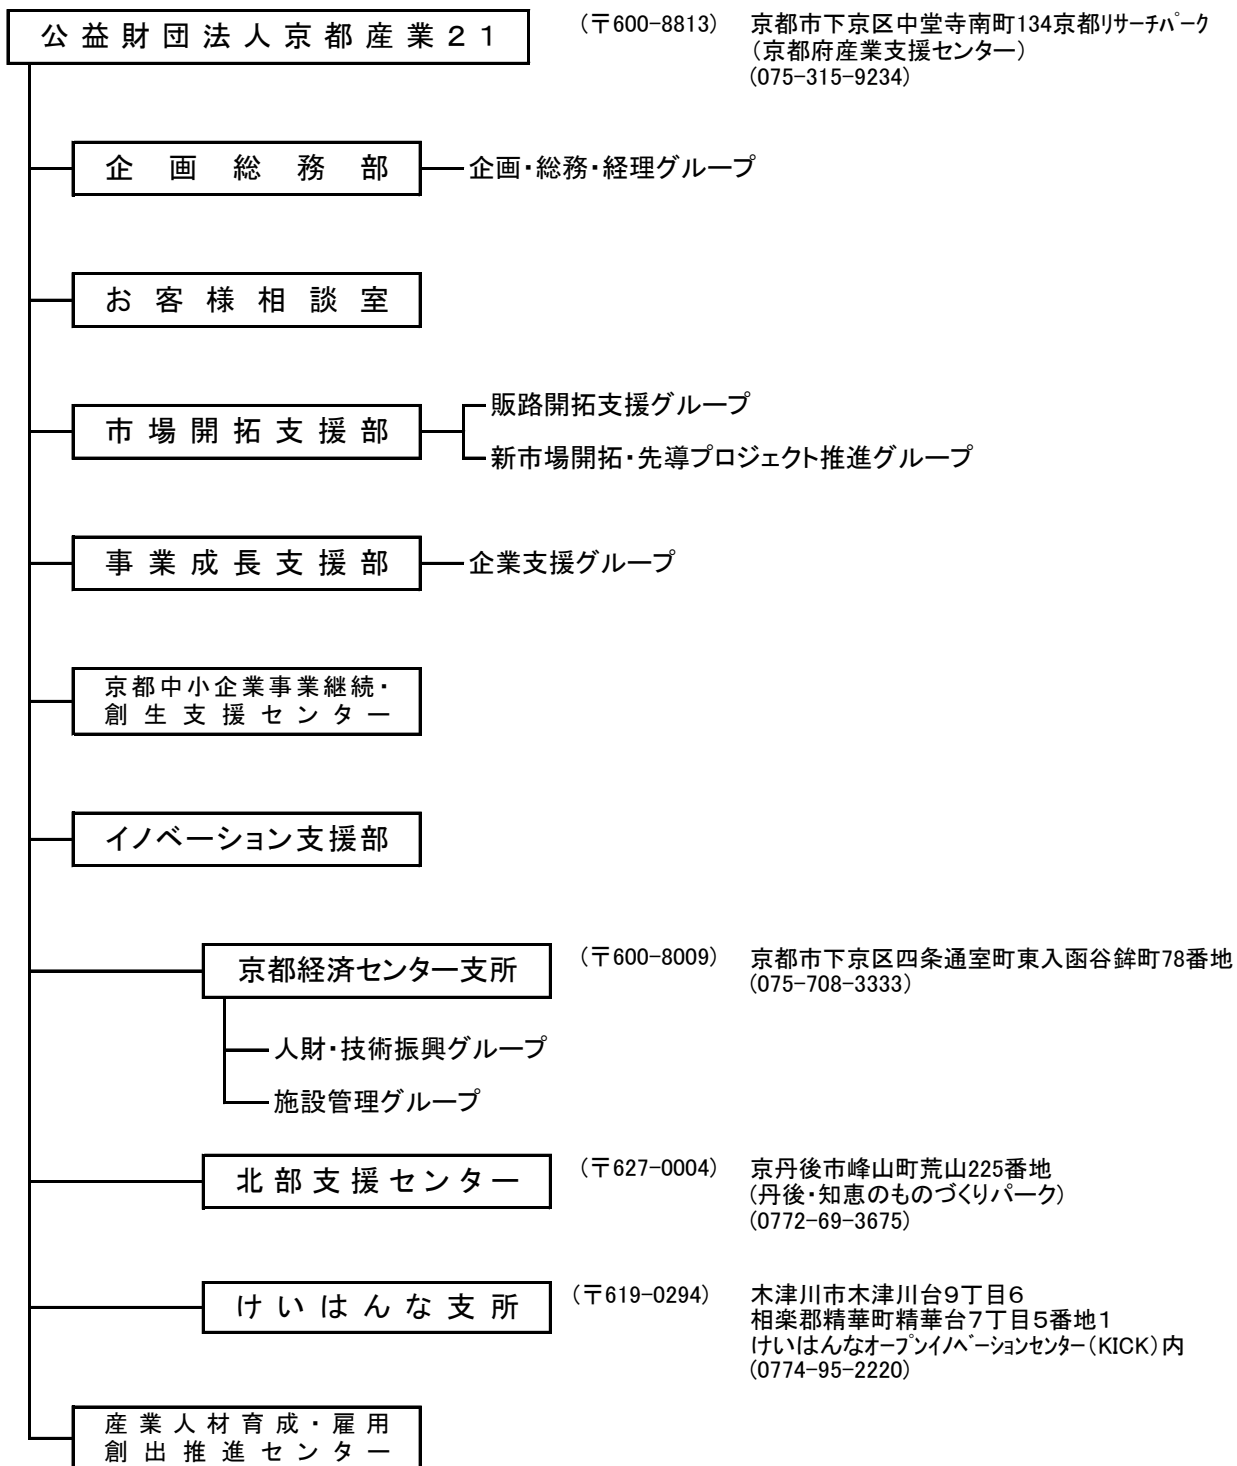 公益財団法人京都産業２１ （〒600-8813） 京都市下京区中堂寺南町134京都ﾘｻｰﾁﾊﾟｰｸ
（京都府産業支援センター）
(075-315-9234)
企画総務部 企画・総務・経理グループ
お客様相談室
販路開拓支援グループ
市場開拓支援部
新市場開拓・先導プロジェクト推進グループ
事業成長支援部 企業支援グループ
京都中小企業事業継続・
創生支援センター
イノベーション支援部
京都経済センター支所 （〒600-8009） 京都市下京区四条通室町東入函谷鉾町78番地
(075-708-3333)
人財・技術振興グループ
施設管理グループ
北部支援センター （〒627-0004） 京丹後市峰山町荒山225番地
(丹後・知恵のものづくりパーク)
(0772-69-3675)
けいはんな支所 （〒619-0294） 木津川市木津川台９丁目６
相楽郡精華町精華台７丁目５番地１
けいはんなｵｰﾌﾟﾝｲﾉﾍﾞｰｼｮﾝｾﾝﾀｰ（KICK）内
(0774-95-2220)
産業人材育成・雇用
創出推進センター